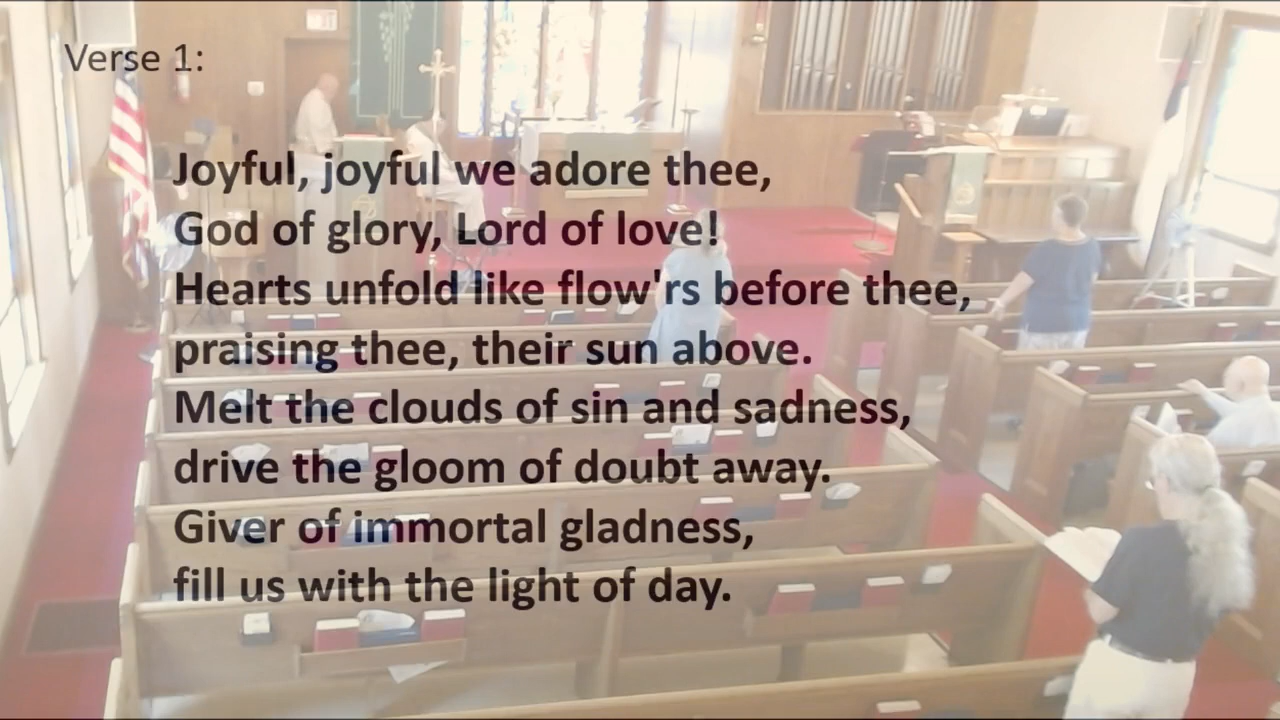 Verse 1:
Joyful, joyful we adore thee,
God of glory, Lord of love!
Hearts unfold like flow'rs before thee,
praising thee, their sun above.
Melt the clouds of sin and sadness,
drive the gloom of doubt away.
Giver of immortal gladness,
fill us with the light of day.